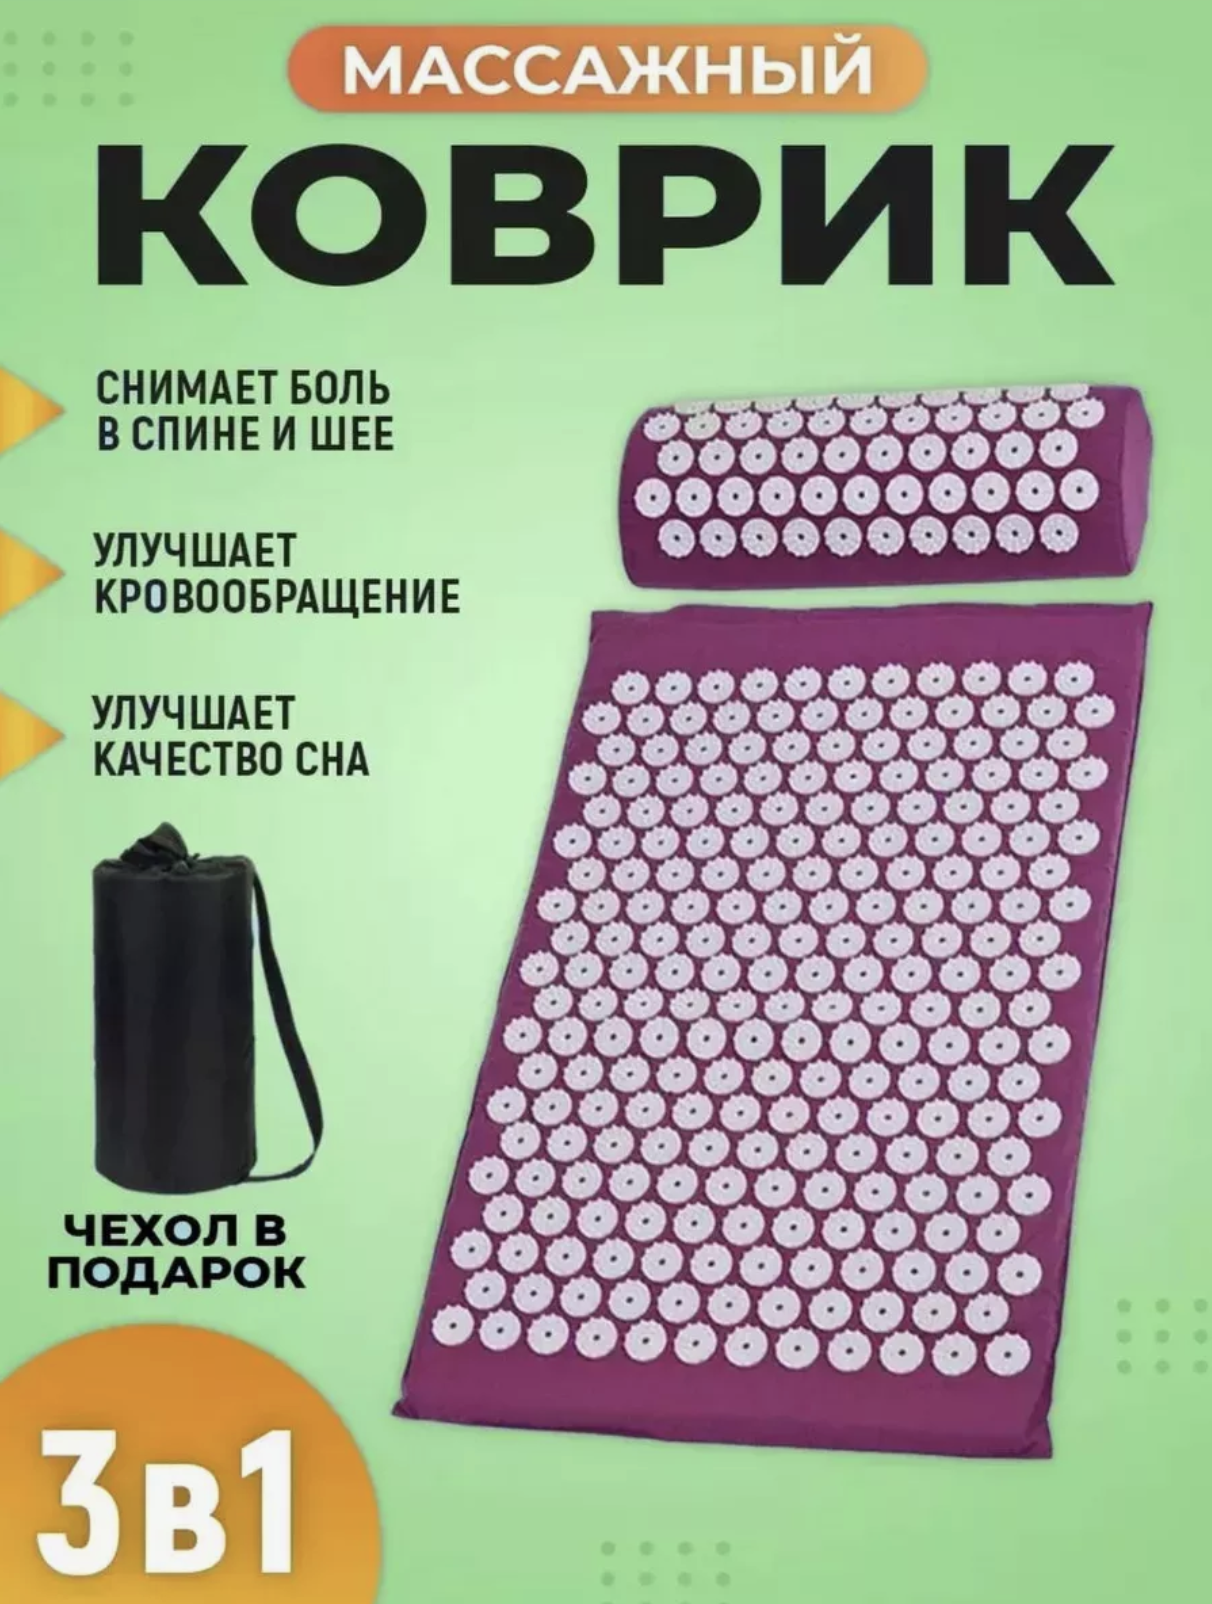 МАССАЖНЫЙ
КОВРИК
СНИМАЕТ БОЛЬ
В СПИНЕ И ШЕЕ
УЛУЧШАЕТ
КРОВООБРАЩЕНИЕ
УЛУЧШАЕТ
КАЧЕСТВО СНА
ЧЕХОЛ В
ПОДАРОК
3в1